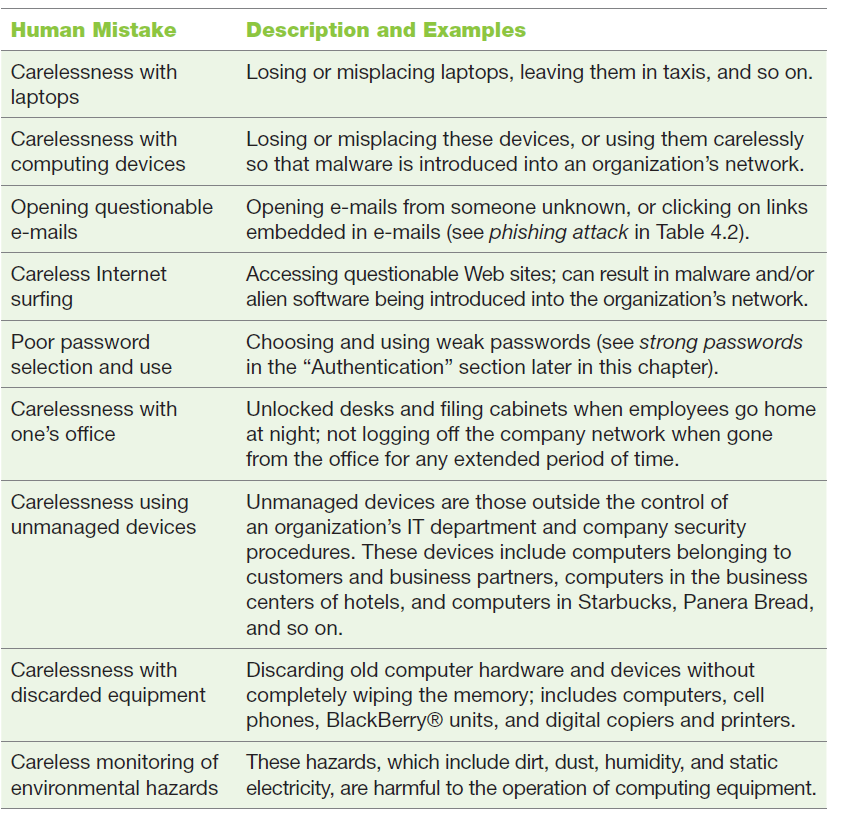 Human Mistake
Description and Examples
Carelessness with
laptops
Losing or misplacing laptops, leaving them in taxis, and so on.
Carelessness with
computing devices
Losing or misplacing these devices, or using them carelessly
so that malware is introduced into an organization’s network.
Opening questionable
e-mails
Opening e-mails from someone unknown, or clicking on links
embedded in e-mails (see phishing attack in Table 4.2).
Careless Internet
surfing
Accessing questionable Web sites; can result in malware and/or
alien software being introduced into the organization’s network.
Poor password
selection and use
Choosing and using weak passwords (see strong passwords
in the “Authentication” section later in this chapter).
Carelessness with
one’s office
Unlocked desks and filing cabinets when employees go home
at night; not logging off the company network when gone
from the office for any extended period of time.
Carelessness using
unmanaged devices
Unmanaged devices are those outside the control of
an organization’s IT department and company security
procedures. These devices include computers belonging to
customers and business partners, computers in the business
centers of hotels, and computers in Starbucks, Panera Bread,
and so on.
Carelessness with
discarded equipment
Discarding old computer hardware and devices without
completely wiping the memory; includes computers, cell
phones, BlackBerry® units, and digital copiers and printers.
Careless monitoring of
environmental hazards
These hazards, which include dirt, dust, humidity, and static
electricity, are harmful to the operation of computing equipment.